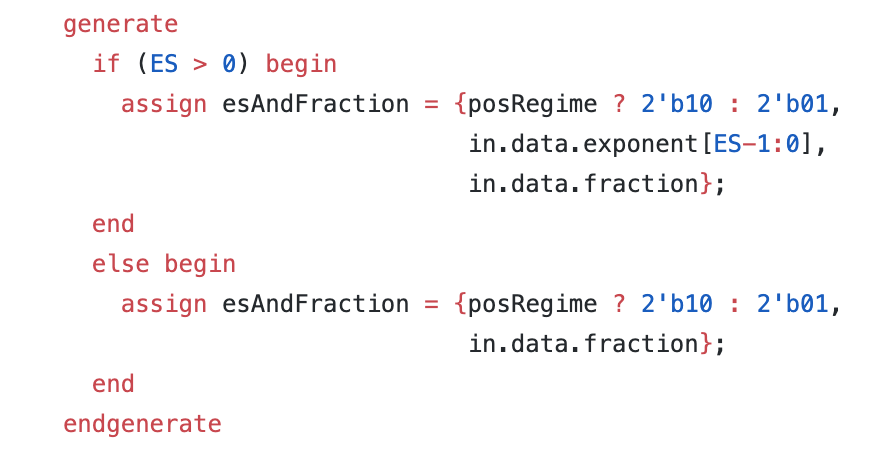 generate
if (ES > 0) begin
assign esAndFraction = {posRegime ? 2'b10 : 2'b01,
in.data.exponent[ES-1:0],
in.data.fraction};
end
else begin
assign esAndFraction = {posRegime ? 2'b10 : 2'b01,
in.data.fraction};
end
endgenerate